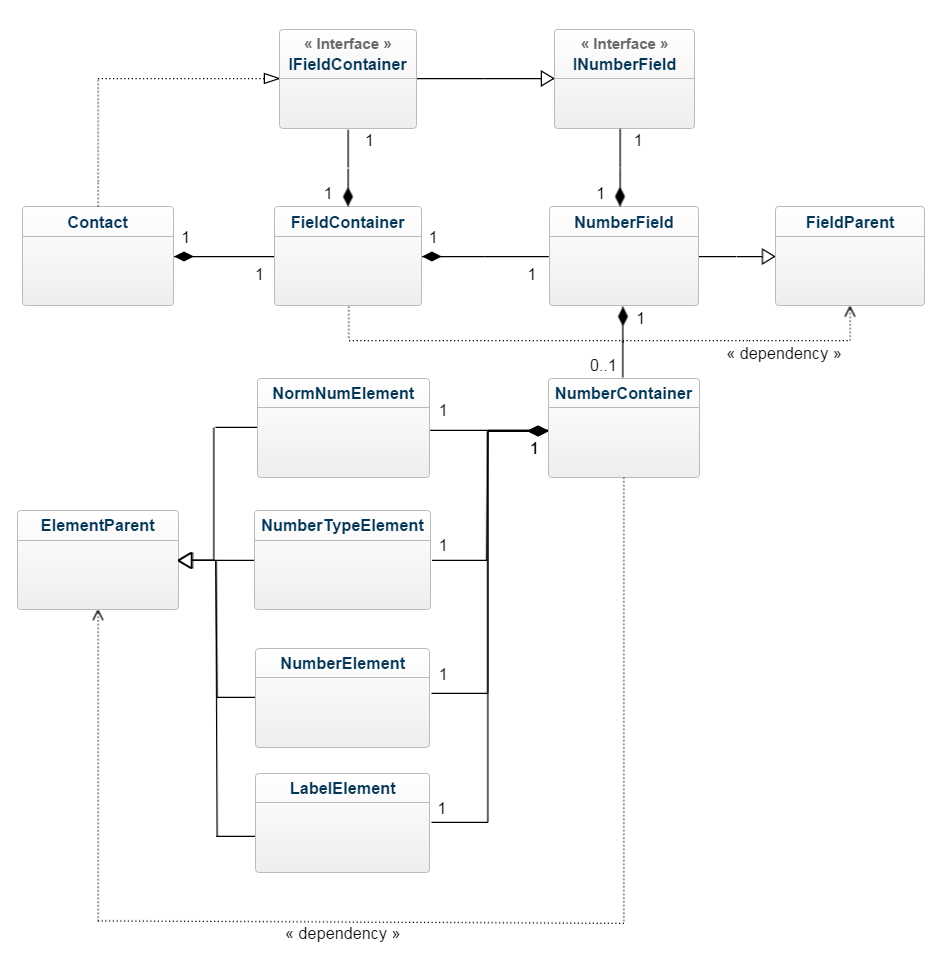 « Interface »
IFieldContainer
« Interface »
INumberField
1
1
1
1
Contact
FieldContainer
NumberField
FieldParent
1
1
1
1
1
« dependency »
0..1
NormNumElement
NumberContainer
1
1
ElementParent
NumberTypeElement
1
NumberElement
1
LabelElement
1
« dependency »